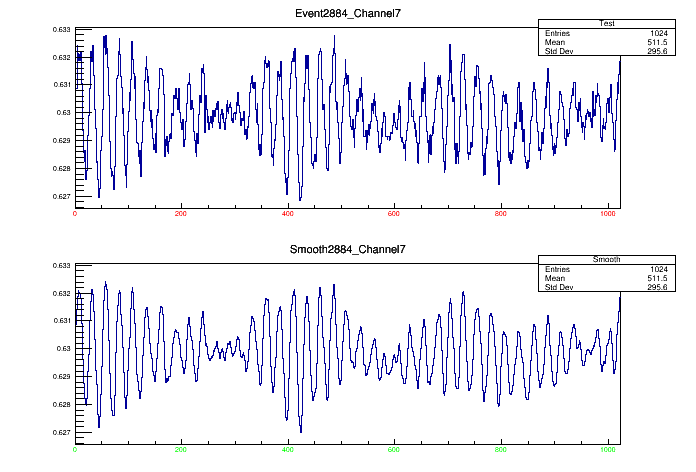 Event2884_Channel7
Test
Entries 1024
Mean 511.5
Std Dev 295.6
0.633
0.632
0.631
0.63
0.629
0.628
0.627
0 200 400 600 800 1000
Smooth2884_Channel7
Smooth
Entries 1024
Mean 511.5
Std Dev 295.6
0.633
0.632
0.631
0.63
0.629
0.628
0.627
0 200 400 600 800 1000